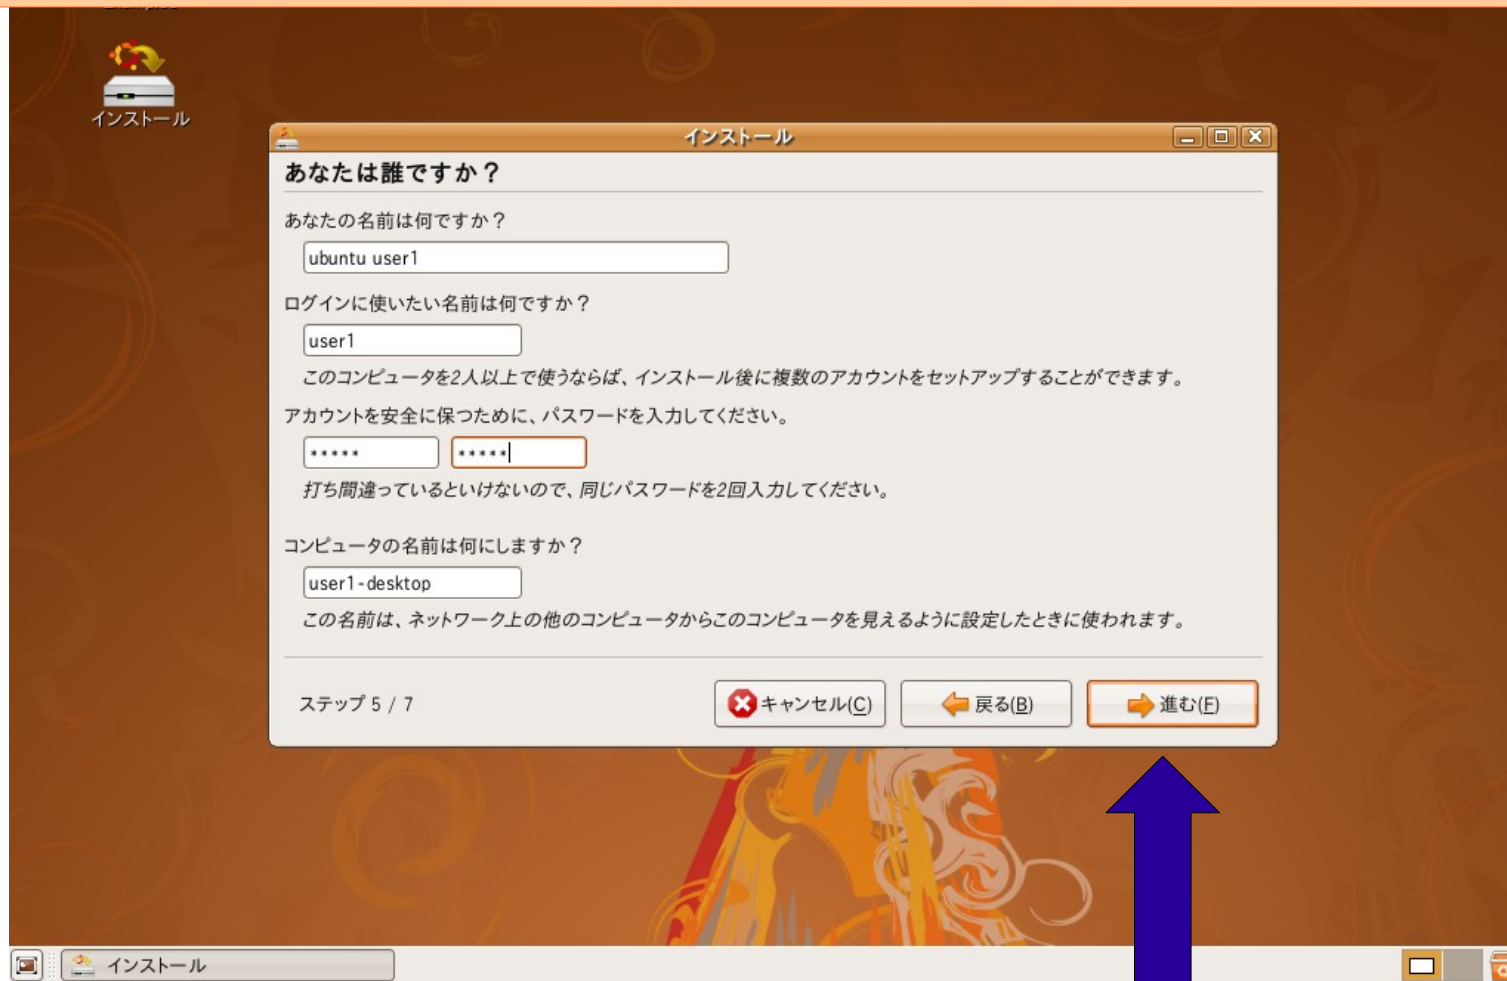 インストール
インストール
あなたは誰ですか？
あなたの名前は何ですか？
ubuntu user1
ログインに使いたい名前は何ですか？
user1
このコンピュータを2人以上で使うならば、インストール後に複数のアカウントをセットアップすることができます。
アカウントを安全に保つために、パスワードを入力してください。
***** *****
打ち間違っているといけないので、同じパスワードを2回入力してください。
コンピュータの名前は何にしますか？
user1-desktop
この名前は、ネットワーク上の他のコンピュータからこのコンピュータを見えるように設定したときに使われます。
ステップ 5 / 7 キャンセル(C) 戻る(B) 進む(F)
インストール